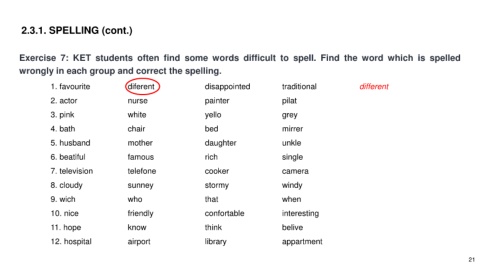 2.3.1. SPELLING (cont.)
Exercise 7: KET students often find some words difficult to spell. Find the word which is spelled
wrongly in each group and correct the spelling.
1. favourite diferent disappointed traditional different
2. actor nurse painter pilat
3. pink white yello grey
4. bath chair bed mirrer
5. husband mother daughter unkle
6. beatiful famous rich single
7. television telefone cooker camera
8. cloudy sunney stormy windy
9. wich who that when
10. nice friendly confortable interesting
11. hope know think belive
12. hospital airport library appartment
21